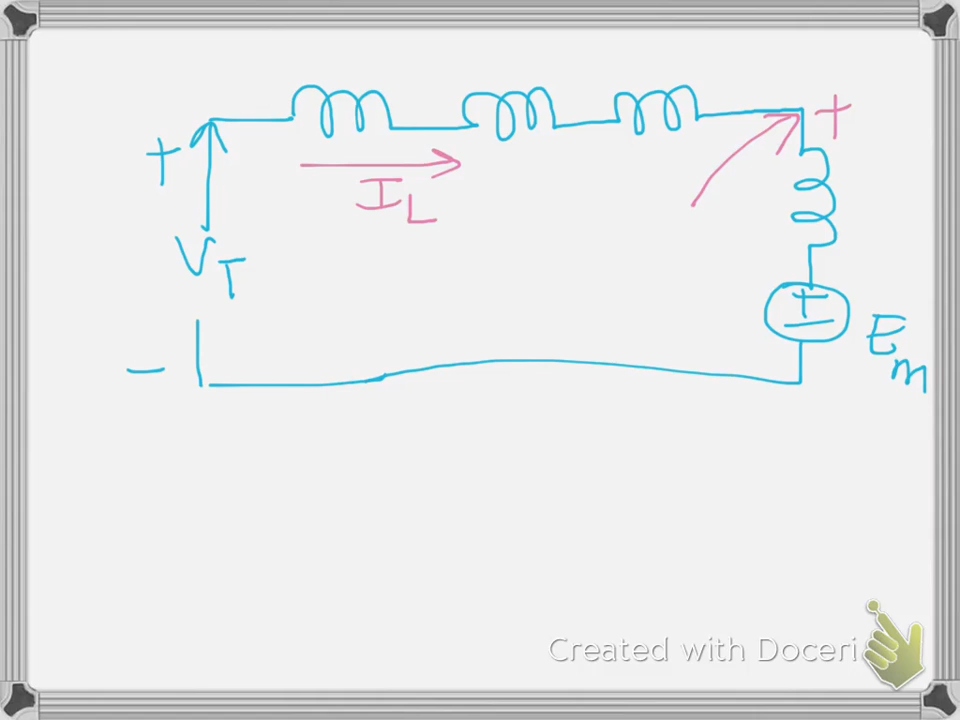 +
+
I_L
V_T
+
−
E_m
−
Created with Doceri